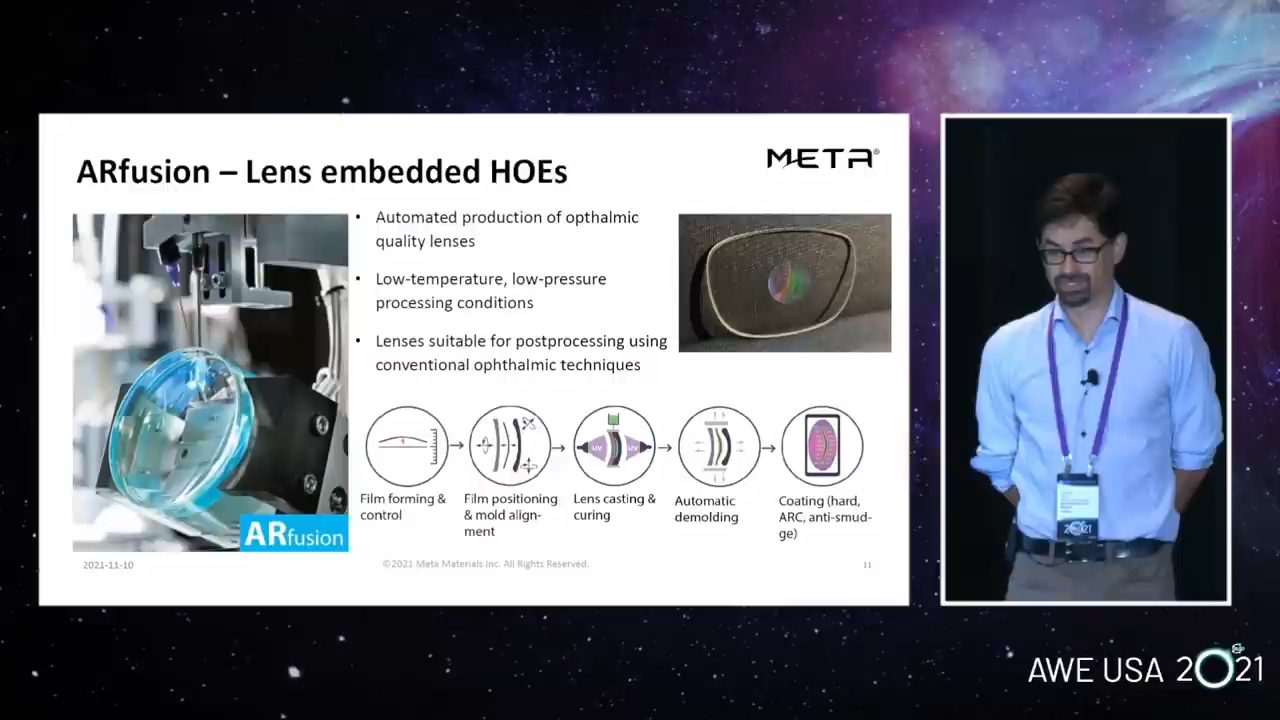 ARfusion – Lens embedded HOEs
META®
• Automated production of opthalmic
quality lenses
• Low-temperature, low-pressure
processing conditions
• Lenses suitable for postprocessing using
conventional ophthalmic techniques
UV UV
Film forming &
control
Film positioning
& mold align-
ment
Lens casting &
curing
Automatic
demolding
Coating (hard,
ARC, anti-smud-
ge)
ARfusion
2021-11-10
©2021 Meta Materials Inc. All Rights Reserved.
11
2021
AWE USA 2021